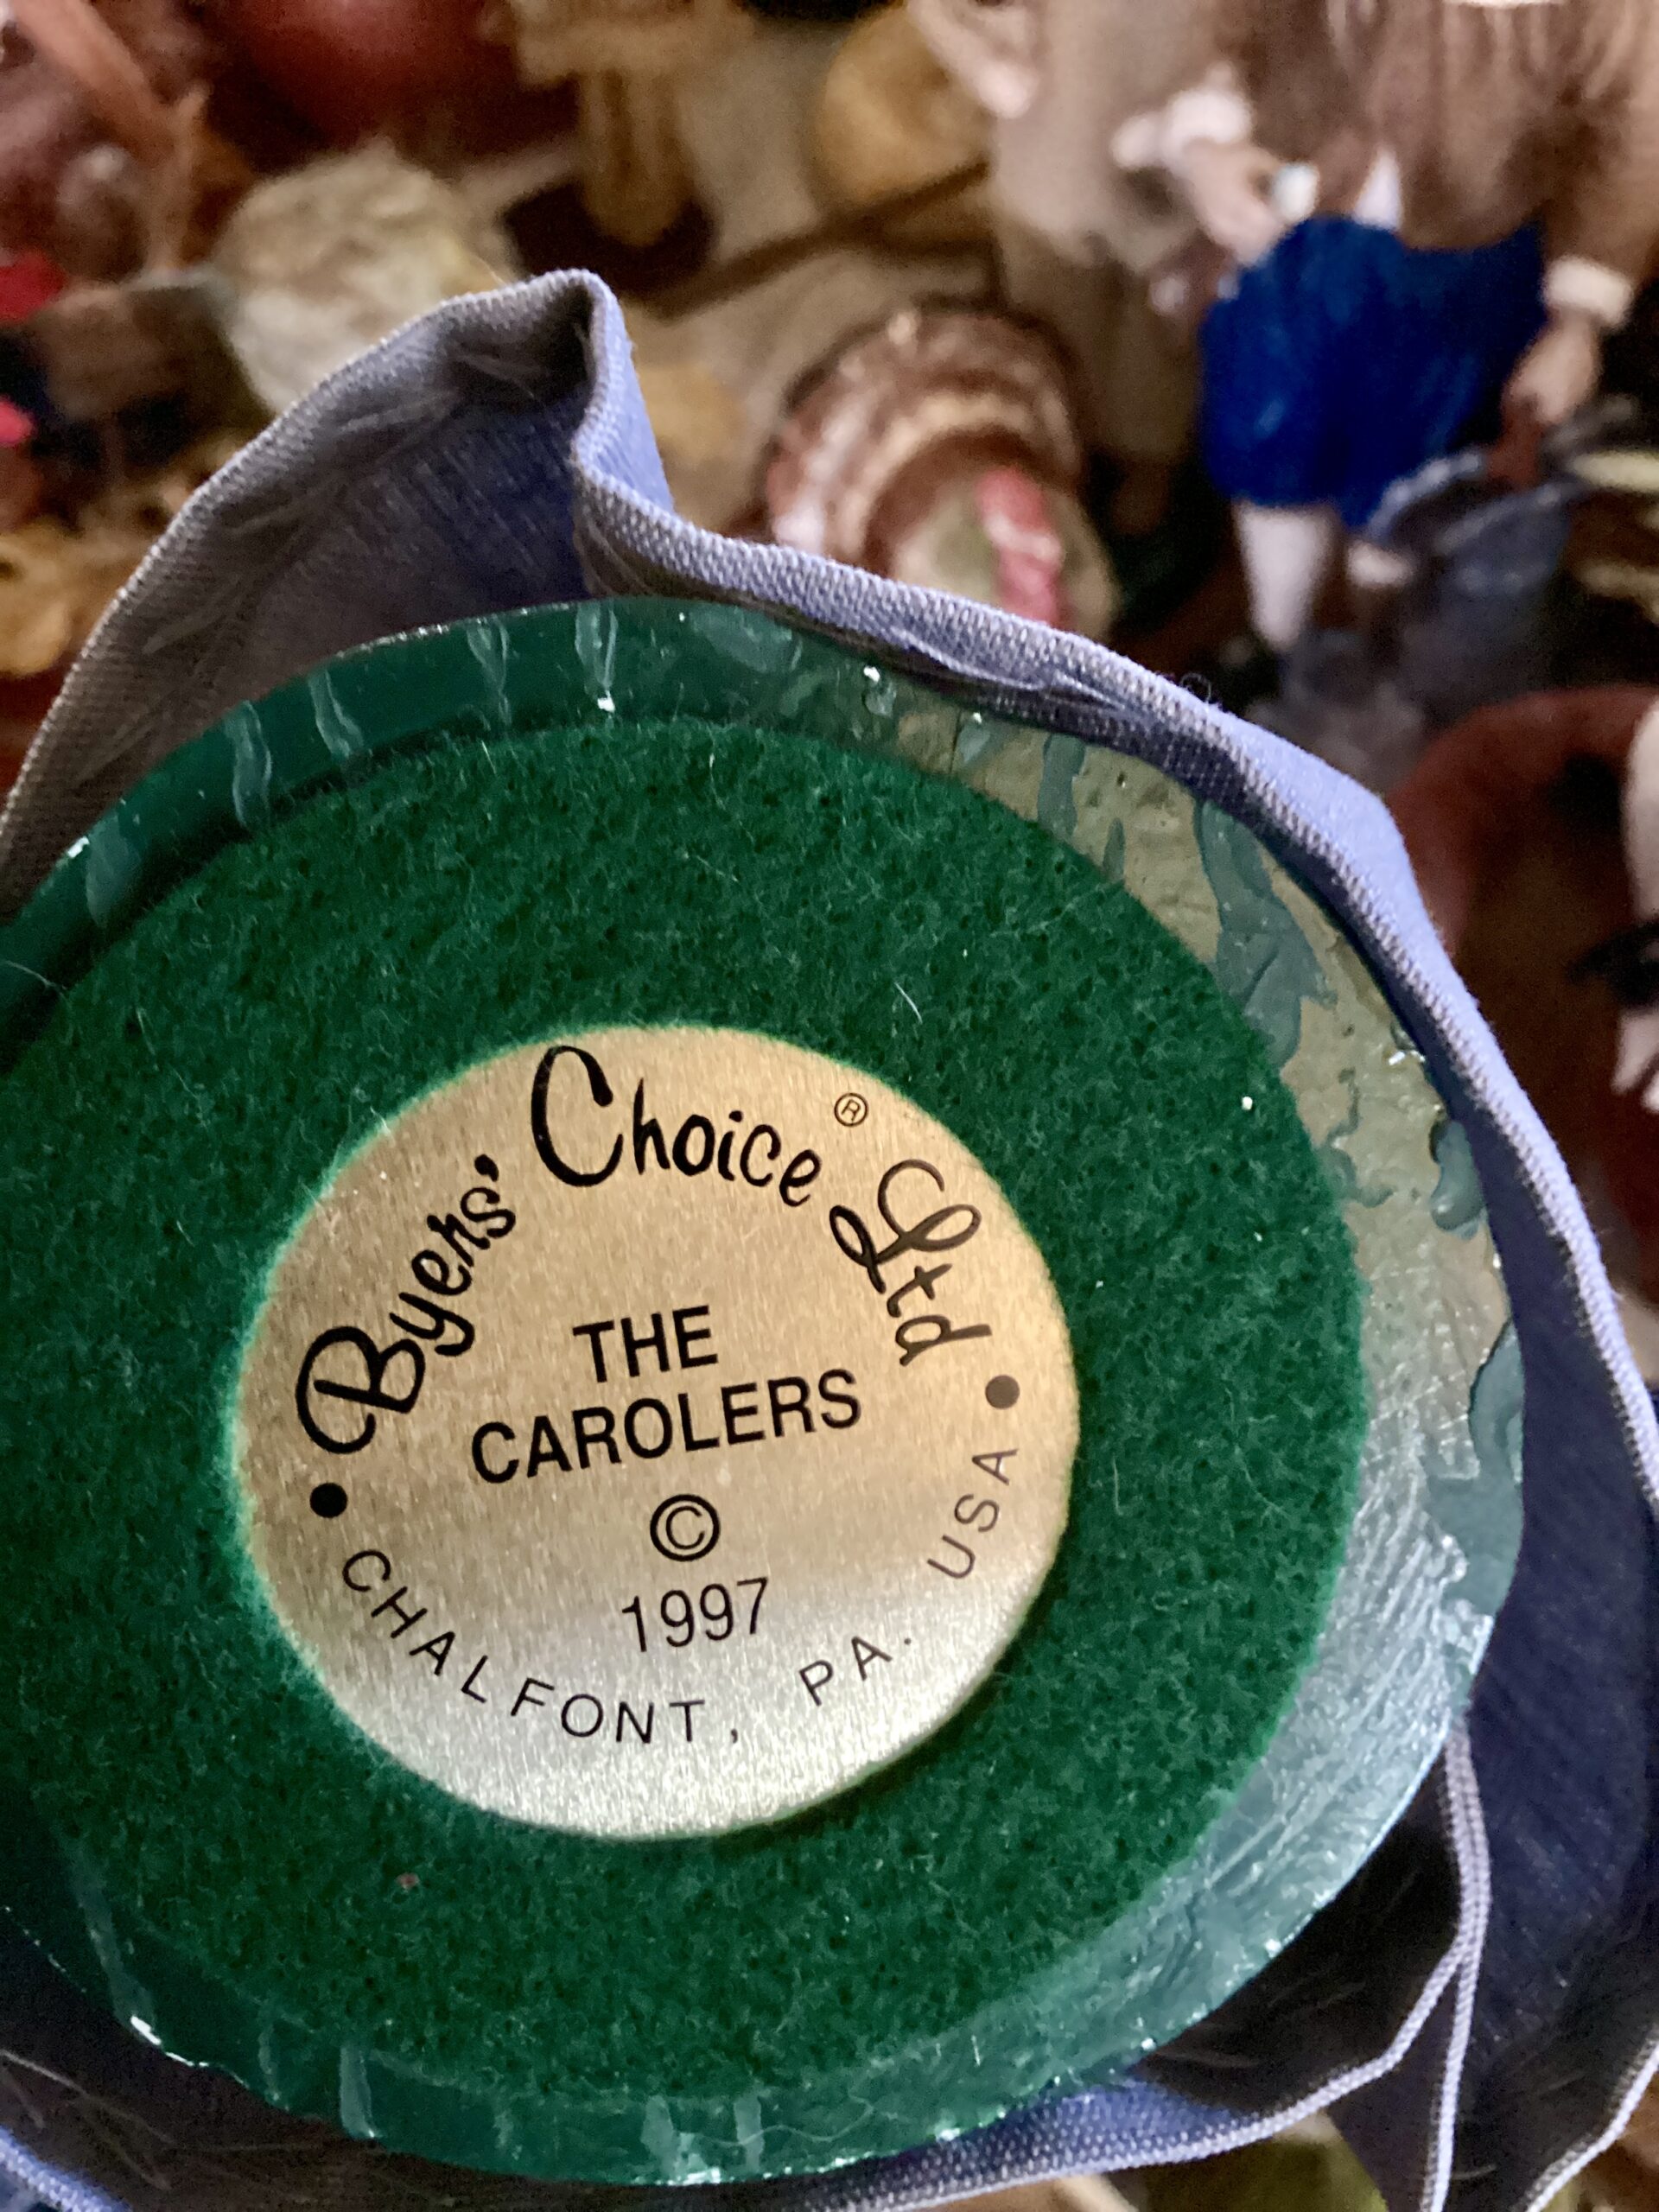 Byers' Choice® Ltd
THE
CAROLERS
©
1997
• CHALFONT, PA. USA •